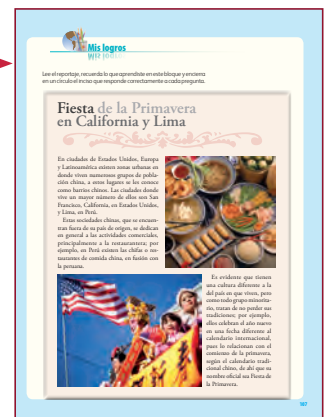 Mis logros
Lee el reportaje, recuerda lo que aprendiste en este bloque y encierra
en un círculo el inciso que responde correctamente a cada pregunta.
Fiesta de la Primavera
en California y Lima
En ciudades de Estados Unidos, Europa
y Latinoamérica existen zonas urbanas en
donde viven numerosos grupos de pobla-
ción china, a estos lugares se les conoce
como barrios chinos. Las ciudades donde
vive un mayor número de ellos son San
Francisco, California, en Estados Unidos,
y Lima, en Perú.
Estas sociedades chinas, que se encuen-
tran fuera de su país de origen, se dedican
en general a las actividades comerciales,
principalmente a la restaurantera; por
ejemplo, en Perú existen las chifas o res-
taurantes de comida china, en fusión con
la peruana.
Es evidente que tienen
una cultura diferente a la
del país en que viven, pero
como todo grupo minorita-
rio, tratan de no perder sus
tradiciones; por ejemplo,
ellos celebran el año nuevo
en una fecha diferente al
calendario internacional,
pues lo relacionan con el
comienzo de la primavera,
según el calendario tradi-
cional chino, de ahí que su
nombre oficial sea Fiesta de
la Primavera.
187